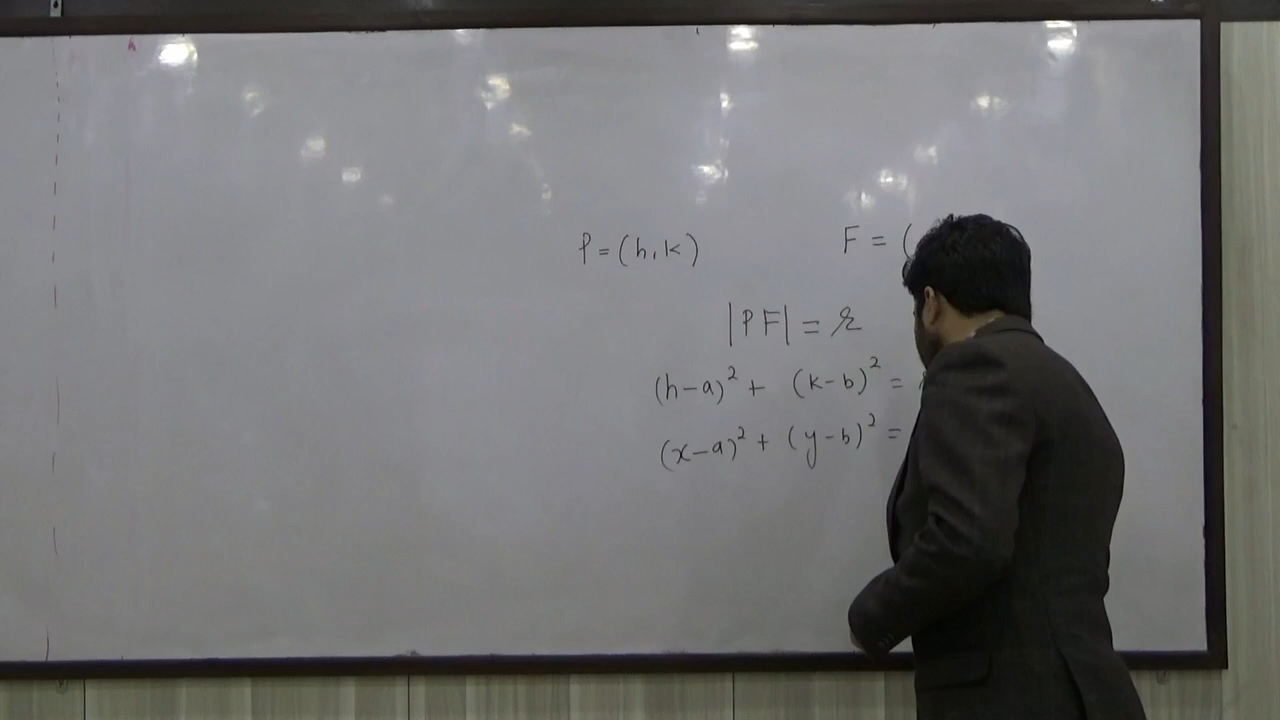 P = (h, k) F = (
|PF| = r
(h-a)² + (k-b)² =
(x-a)² + (y-b)² =